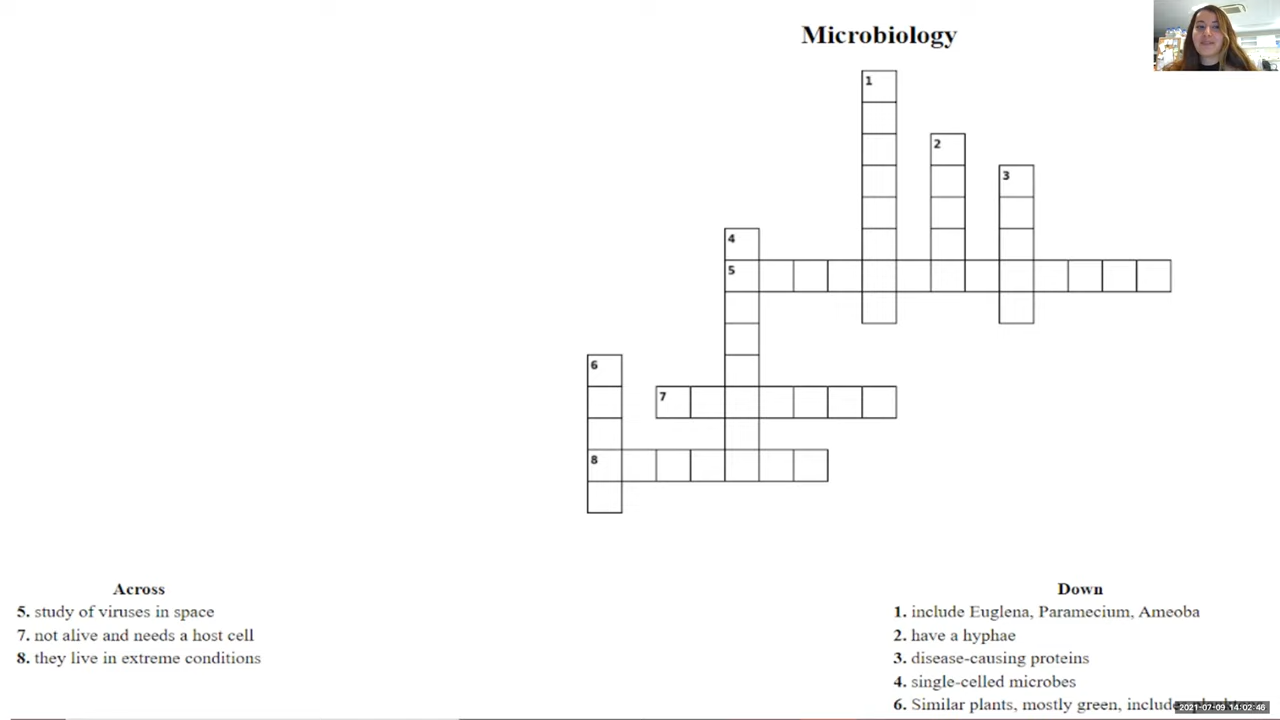 Microbiology
1
2
3
4
5
6
7
8
Across
5. study of viruses in space
7. not alive and needs a host cell
8. they live in extreme conditions
Down
1. include Euglena, Paramecium, Ameoba
2. have a hyphae
3. disease-causing proteins
4. single-celled microbes
6. Similar plants, mostly green, include
2021-07-09 14:02:46